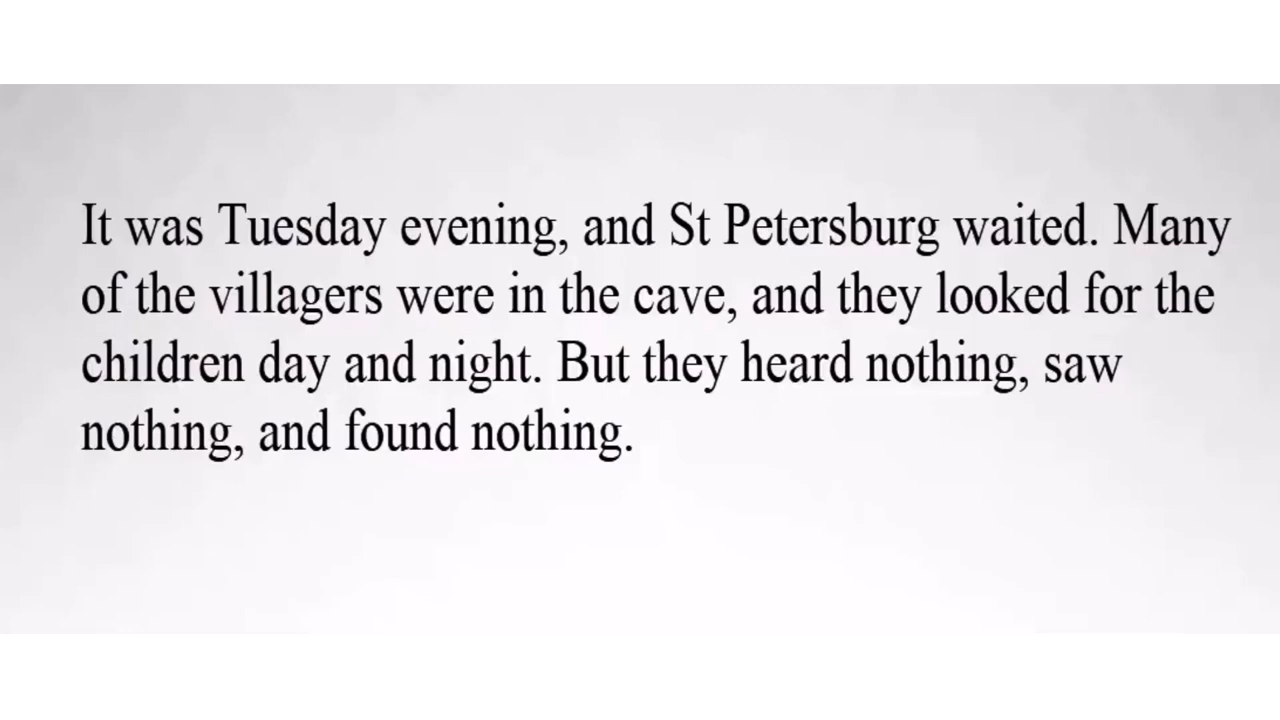 It was Tuesday evening, and St Petersburg waited. Many
of the villagers were in the cave, and they looked for the
children day and night. But they heard nothing, saw
nothing, and found nothing.